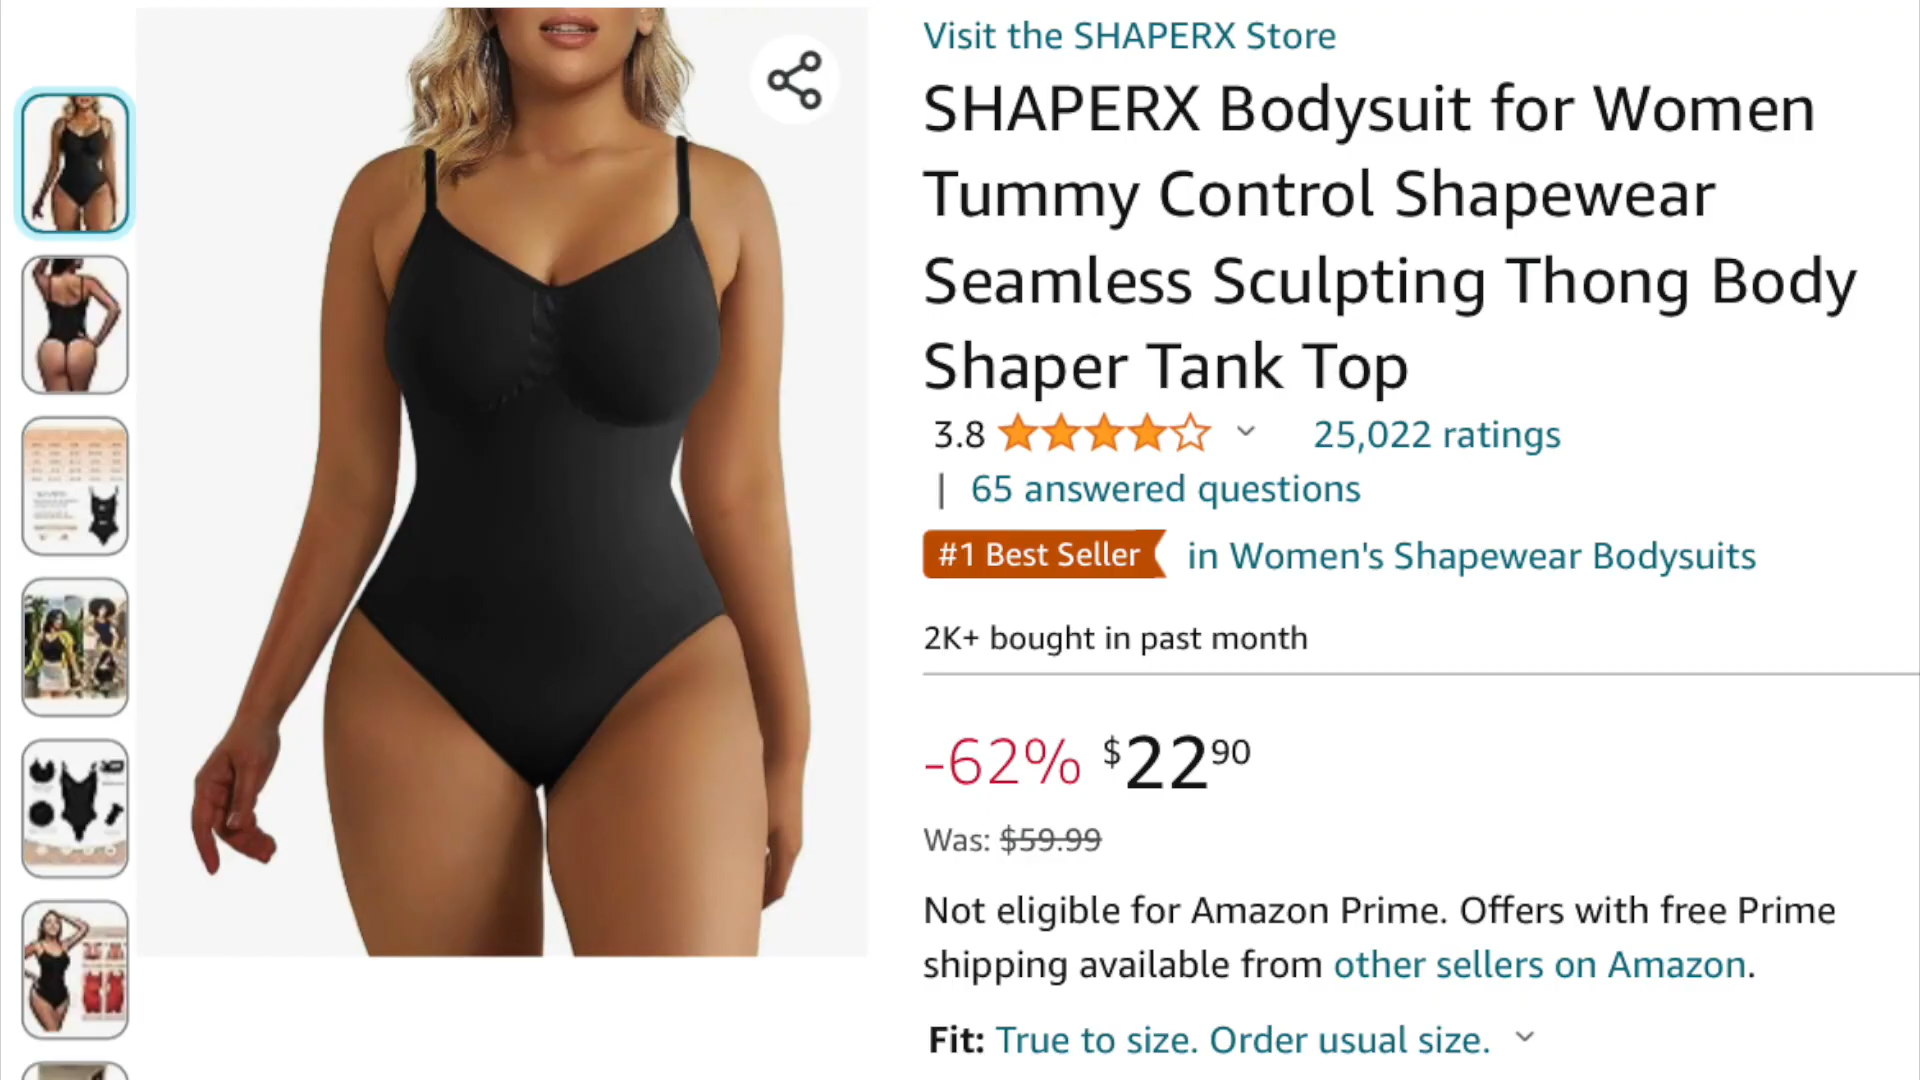 Visit the SHAPERX Store
SHAPERX Bodysuit for Women
Tummy Control Shapewear
Seamless Sculpting Thong Body
Shaper Tank Top
3.8 25,022 ratings
| 65 answered questions
#1 Best Seller in Women's Shapewear Bodysuits
2K+ bought in past month
-62% $22 90
Was: $59.99
Not eligible for Amazon Prime. Offers with free Prime
shipping available from other sellers on Amazon.
Fit: True to size. Order usual size.